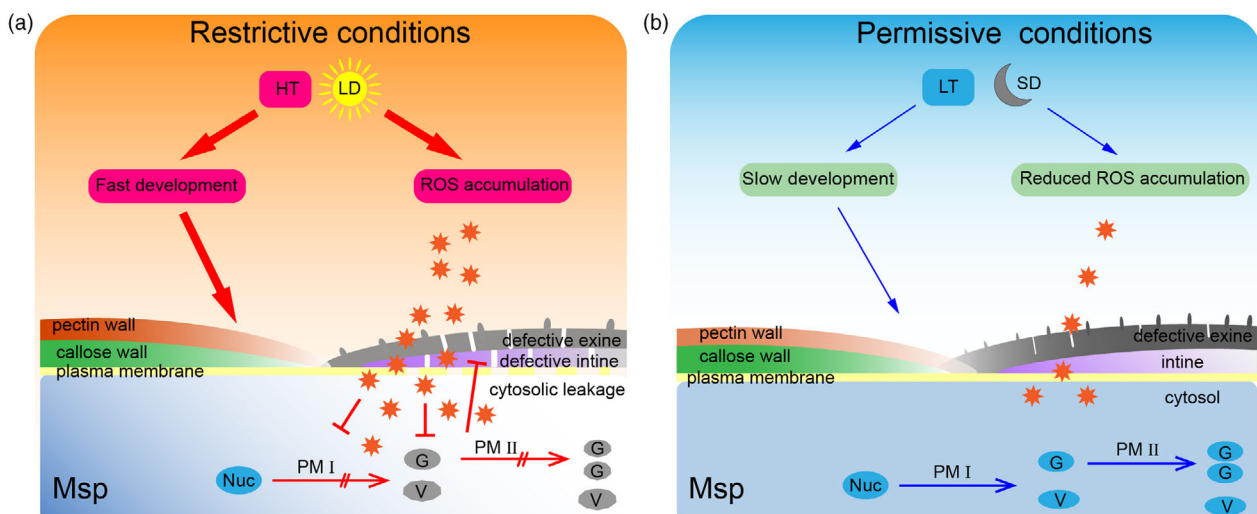 (a)
Restrictive conditions
HT
LD
Fast development
ROS accumulation
pectin wall
callose wall
plasma membrane
defective exine
defective intine
cytosolic leakage
Msp
Nuc
PM I
G
V
PM II
G
G
V
(b)
Permissive conditions
LT
SD
Slow development
Reduced ROS accumulation
pectin wall
callose wall
plasma membrane
defective exine
intine
cytosol
Msp
Nuc
PM I
G
V
PM II
G
G
V